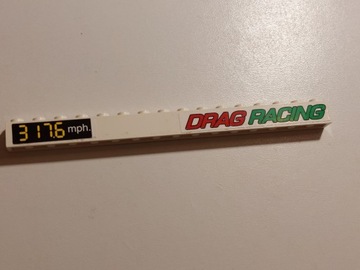 317.6 mph. DRAG RACING